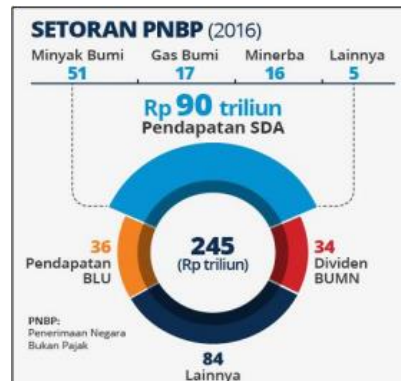 SETORAN PNBP (2016)
Minyak Bumi Gas Bumi Minerba Lainnya
51 17 16 5
Rp 90 triliun
Pendapatan SDA
36
Pendapatan
BLU
245
(Rp triliun)
34
Dividen
BUMN
PNBP:
Penerimaan Negara
Bukan Pajak
84
Lainnya